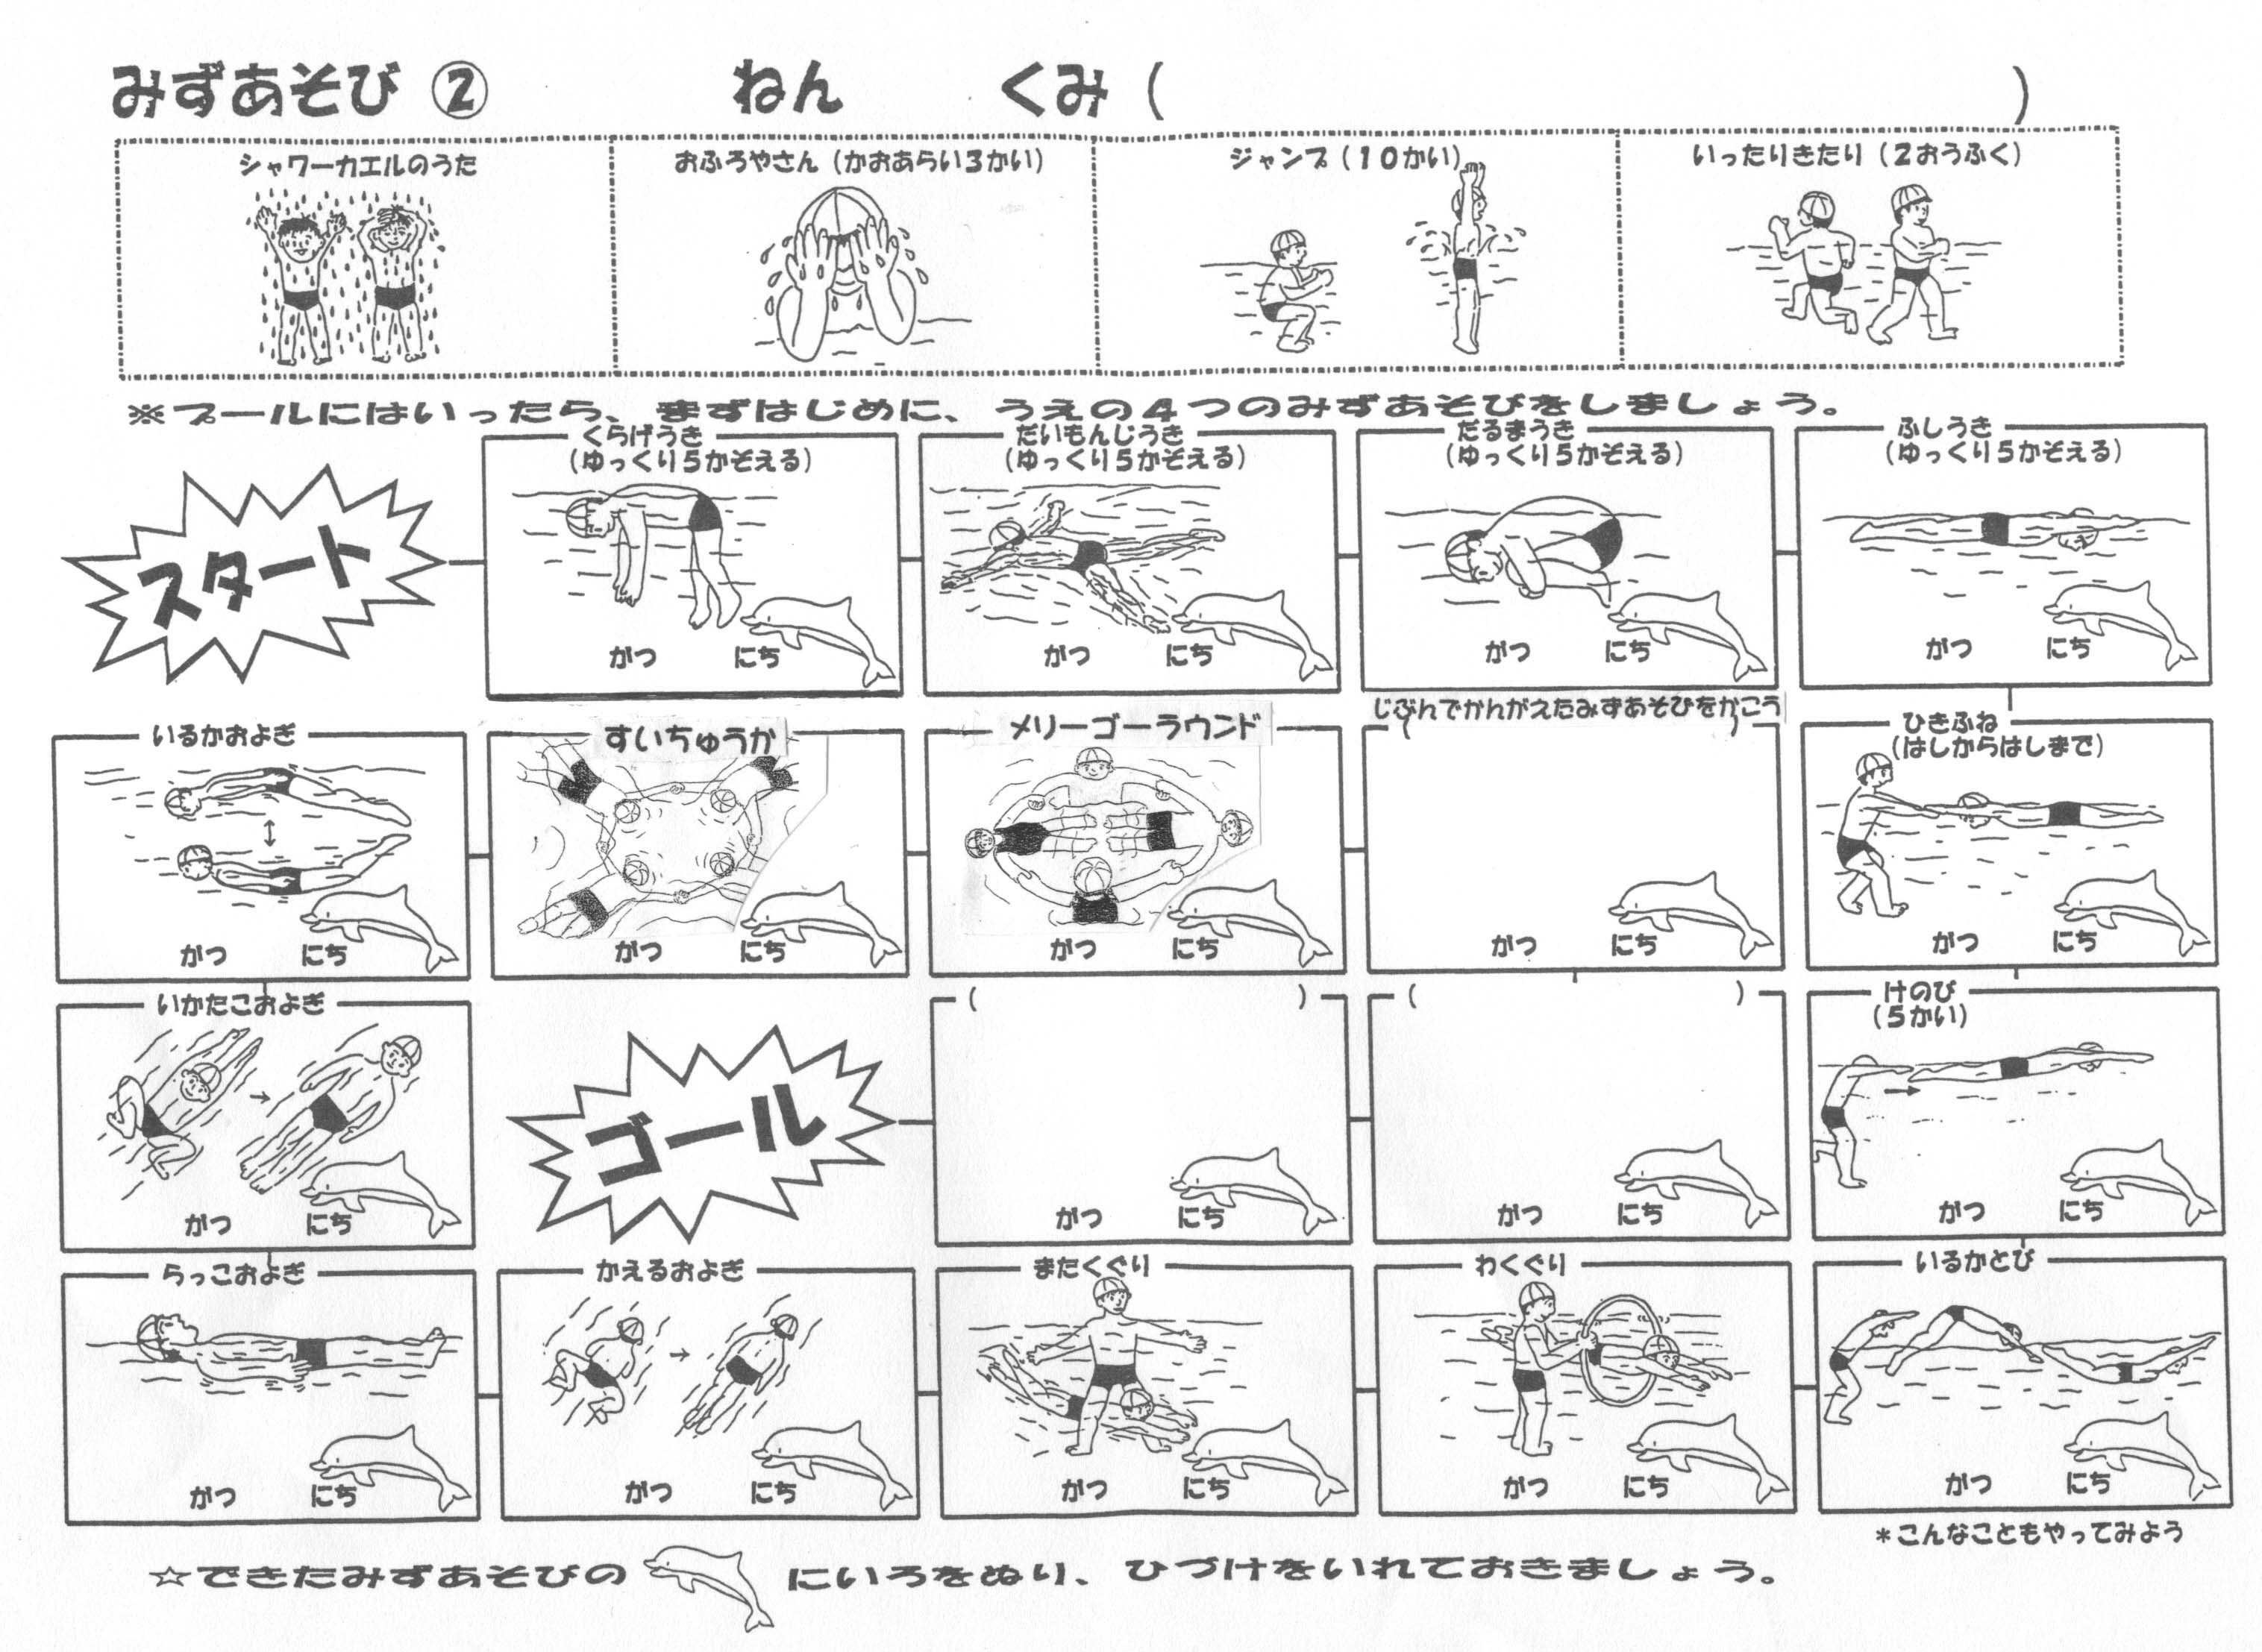 みずあそび ② ねん くみ ( )
シャワーカエルのうた
おふろやさん (かおあらい3かい)
ジャンプ (10かい)
いったりきたり (2おうふく)
※プールにはいったら、まずはじめに、うえの4つのみずあそびをしましょう。
スタート
くらげうき
(ゆっくり5かぞえる)
がつ にち
だいもんじうき
(ゆっくり5かぞえる)
がつ にち
だるまうき
(ゆっくり5かぞえる)
がつ にち
ふしうき
(ゆっくり5かぞえる)
がつ にち
ひきふね
(はしからはしまで)
がつ にち
けのび
(5かい)
がつ にち
いるかとび
がつ にち
わくぐり
がつ にち
またくぐり
がつ にち
かえるおよぎ
がつ にち
らっこおよぎ
がつ にち
いかたこおよぎ
がつ にち
いるかおよぎ
がつ にち
すいちゅうか
がつ にち
メリーゴーラウンド
がつ にち
じぶんでかんがえたみずあそびをかこう
( )
がつ にち
( )
がつ にち
( )
がつ にち
ゴール
*こんなこともやってみよう
☆できたみずあそびの にいろをぬり、ひづけをいれておきましょう。